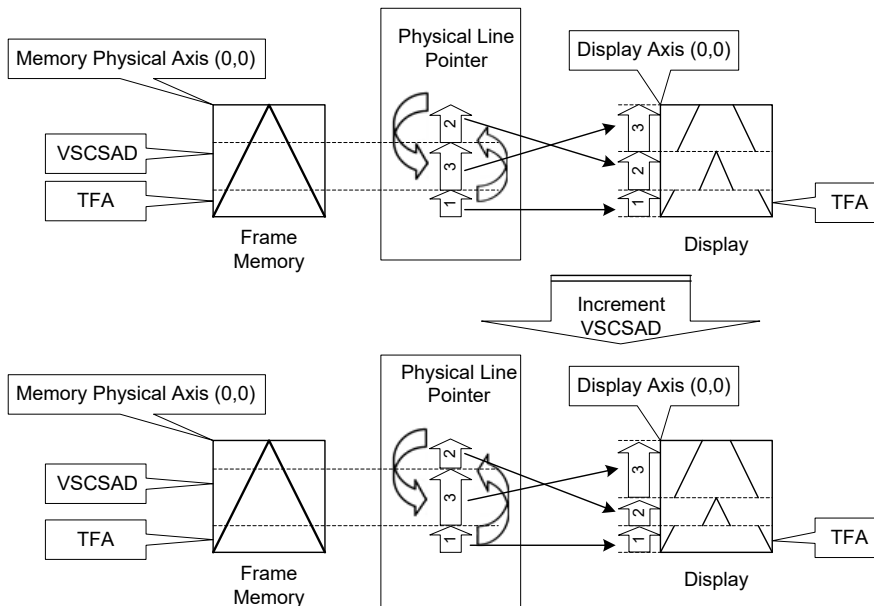 Physical Line
Pointer
Memory Physical Axis (0,0)
Display Axis (0,0)
2
3
1
3
2
1
VSCSAD
TFA
TFA
Frame
Memory
Display
Increment
VSCSAD
Physical Line
Pointer
Memory Physical Axis (0,0)
Display Axis (0,0)
2
3
1
3
2
1
VSCSAD
TFA
TFA
Frame
Memory
Display